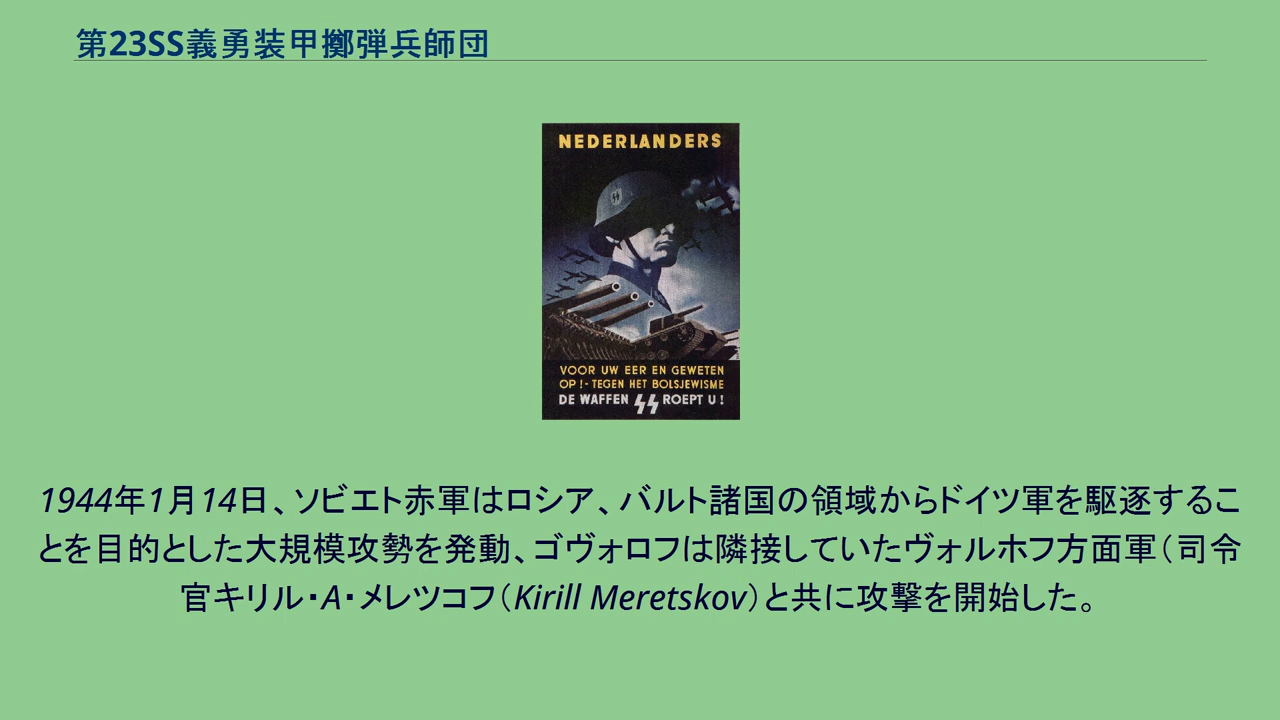 第23SS義勇装甲擲弾兵師団
NEDERLANDERS
VOOR UW EER EN GEWETEN
OP!-TEGEN HET BOLSJEWISME
DE WAFFEN SS ROEPT U!
1944年1月14日、ソビエト赤軍はロシア、バルト諸国の領域からドイツ軍を駆逐するこ
とを目的とした大規模攻勢を発動、ゴヴォロフは隣接していたヴォルホフ方面軍（司令
官キリル・A・メレツコフ（Kirill Meretskov）と共に攻撃を開始した。